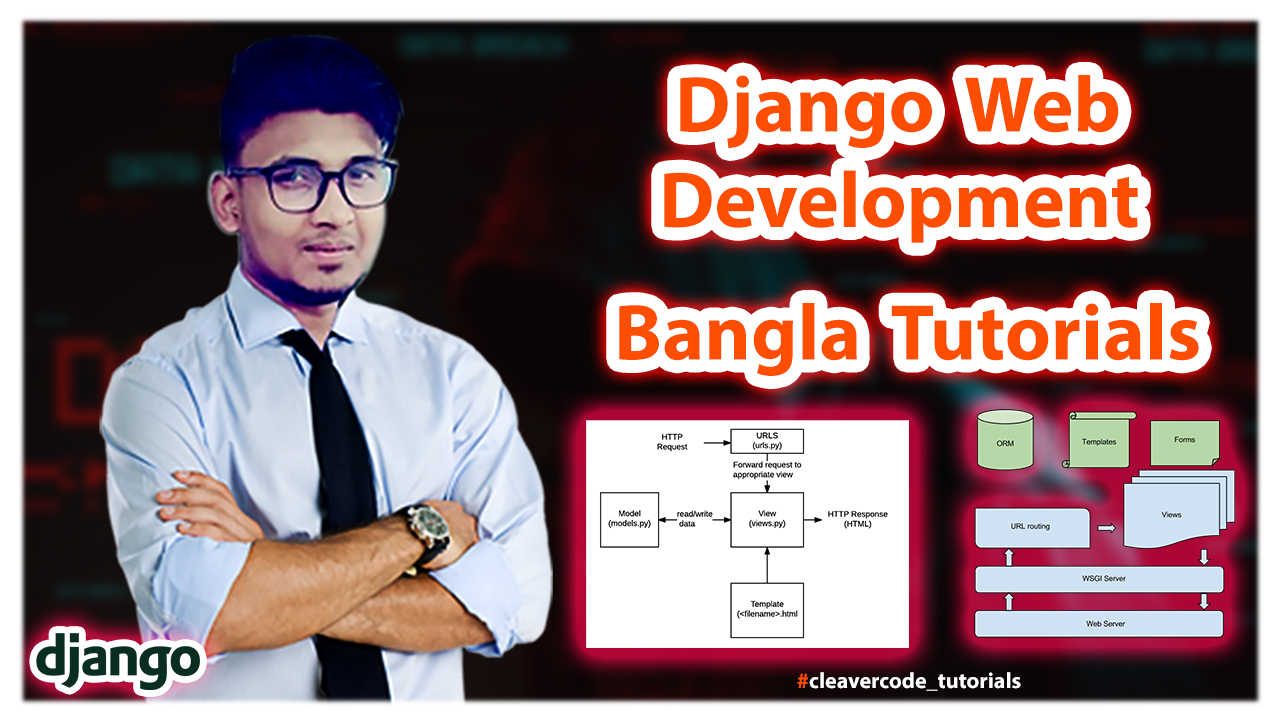 DATA BREACH
Django Web
Development
Bangla Tutorials
HTTP
Request
URLS
(urls.py)
Forward request to
appropriate view
Model
(models.py)
read/write
data
View
(views.py)
HTTP Response
(HTML)
Template
(<filename>.html
ORM
Templates
Forms
URL routing
Views
WSGI Server
Web Server
django
#cleavercode_tutorials